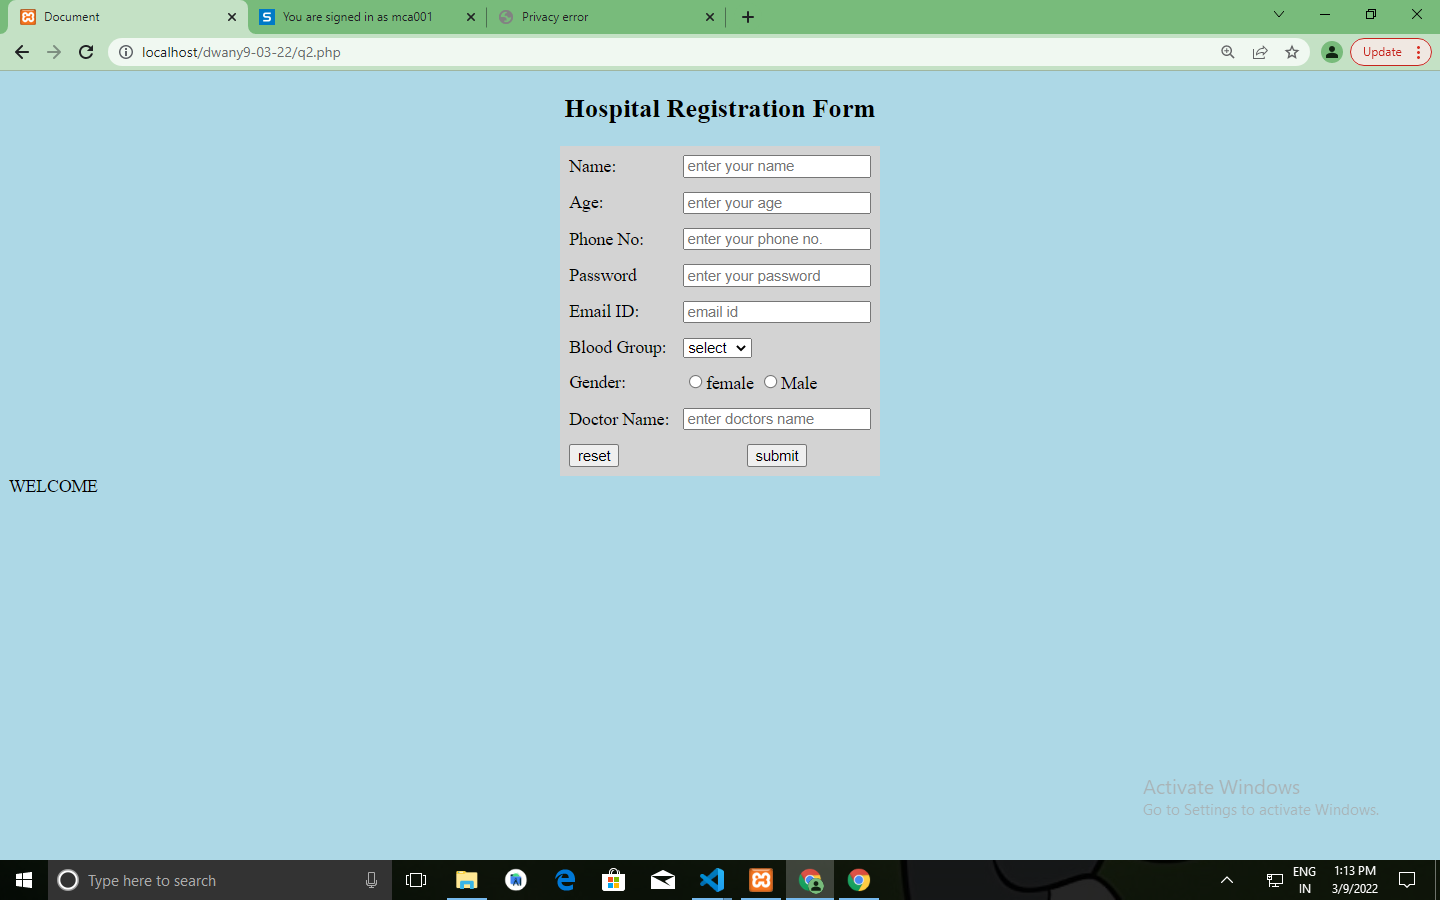 Document
You are signed in as mca001
Privacy error
localhost/dwany9-03-22/q2.php
Update
Hospital Registration Form
Name: enter your name
Age: enter your age
Phone No: enter your phone no.
Password enter your password
Email ID: email id
Blood Group: select
Gender: female Male
Doctor Name: enter doctors name
reset submit
WELCOME
Activate Windows
Go to Settings to activate Windows.
Type here to search
ENG
IN
1:13 PM
3/9/2022